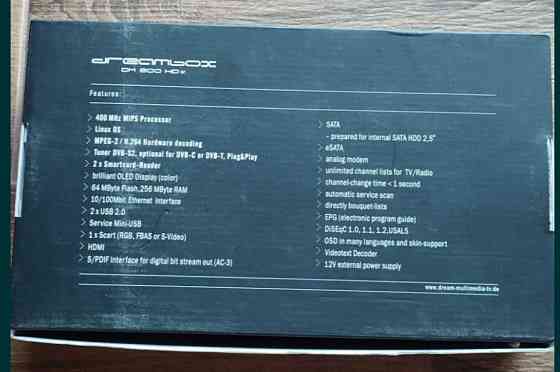 dreambox
DM 800 HD
Features:
> 400 MHz MIPS Processor
> Linux OS
> MPEG-2 / H.264 Hardware decoding
> Tuner DVB-S2, optional for DVB-C or DVB-T, Plug&Play
> 2 x Smartcard-Reader
> brilliant OLED Display (color)
> 64 MByte Flash, 256 MByte RAM
> 10/100Mbit Ethernet Interface
> 2 x USB 2.0
> Service Mini-USB
> 1 x Scart (RGB, FBAS or S-Video)
> HDMI
> S/PDIF Interface for digital bit stream out (AC-3)
> SATA
– prepared for internal SATA HDD 2,5"
> eSATA
> analog modem
> unlimited channel lists for TV/Radio
> channel-change time < 1 second
> automatic service scan
> directly bouquet-lists
> EPG (electronic program guide)
> DiSEqC 1.0, 1.1, 1.2,USALS
> OSD in many languages and skin-support
> Videotext Decoder
> 12V external power supply
www.dream-multimedia-tv.de